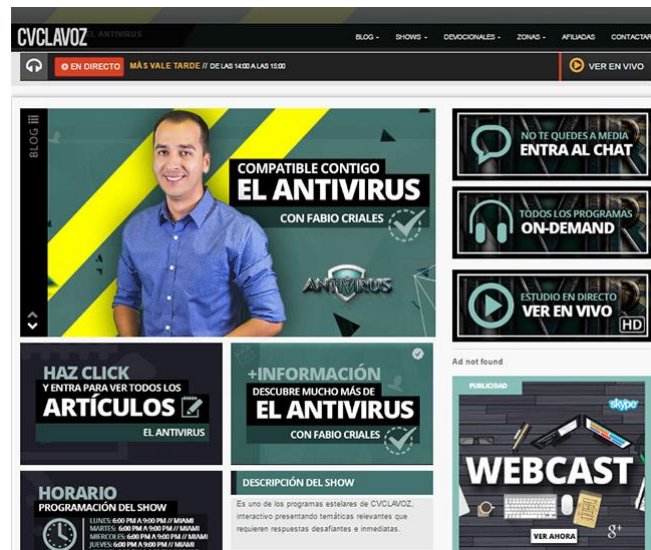 CVCLAVOZ
EL ANTIVIRUS
BLOG
SHOWS
DEVOCIONALES
ZONAS
AFILIADAS
CONTACTAR
EN DIRECTO
MÁS VALE TARDE // DE LAS 14:00 A LAS 15:00
VER EN VIVO
BLOG
COMPATIBLE CONTIGO
EL ANTIVIRUS
CON FABIO CRIALES
ANTIVIRUS
NO TE QUEDES A MEDIA
ENTRA AL CHAT
TODOS LOS PROGRAMAS
ON-DEMAND
ESTUDIO EN DIRECTO
VER EN VIVO
HD
HAZ CLICK
Y ENTRA PARA VER TODOS LOS
ARTÍCULOS
EL ANTIVIRUS
+INFORMACIÓN
DESCUBRE MUCHO MÁS DE
EL ANTIVIRUS
CON FABIO CRIALES
Ad not found
PUBLICIDAD
skype
WEBCAST
VER AHORA
g+
HORARIO
PROGRAMACIÓN DEL SHOW
LUNES: 6:00 PM A 9:00 PM // MIAMI
MARTES: 6:00 PM A 9:00 PM // MIAMI
MIERCOLES: 6:00 PM A 9:00 PM // MIAMI
JUEVES: 6:00 PM A 9:00 PM // MIAMI
DESCRIPCIÓN DEL SHOW
Es uno de los programas estelares de CVCLAVOZ,
interactivo presentando temáticas relevantes que
requieren respuestas desafiantes e inmediatas.